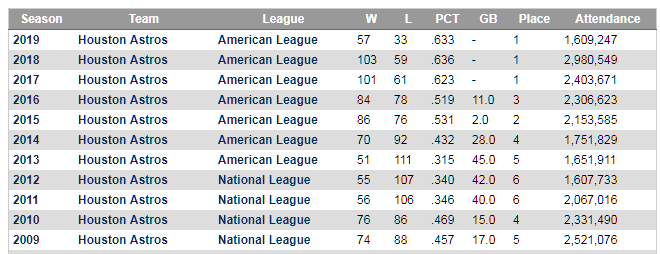 Season Team League W L PCT GB Place Attendance
2019 Houston Astros American League 57 33 .633 - 1 1,609,247
2018 Houston Astros American League 103 59 .636 - 1 2,980,549
2017 Houston Astros American League 101 61 .623 - 1 2,403,671
2016 Houston Astros American League 84 78 .519 11.0 3 2,306,623
2015 Houston Astros American League 86 76 .531 2.0 2 2,153,585
2014 Houston Astros American League 70 92 .432 28.0 4 1,751,829
2013 Houston Astros American League 51 111 .315 45.0 5 1,651,911
2012 Houston Astros National League 55 107 .340 42.0 6 1,607,733
2011 Houston Astros National League 56 106 .346 40.0 6 2,067,016
2010 Houston Astros National League 76 86 .469 15.0 4 2,331,490
2009 Houston Astros National League 74 88 .457 17.0 5 2,521,076